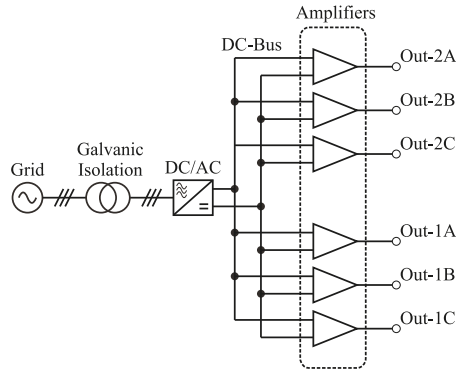 Amplifiers
DC-Bus
Out-2A
Out-2B
Out-2C
Grid
Galvanic
Isolation
DC/AC
Out-1A
Out-1B
Out-1C